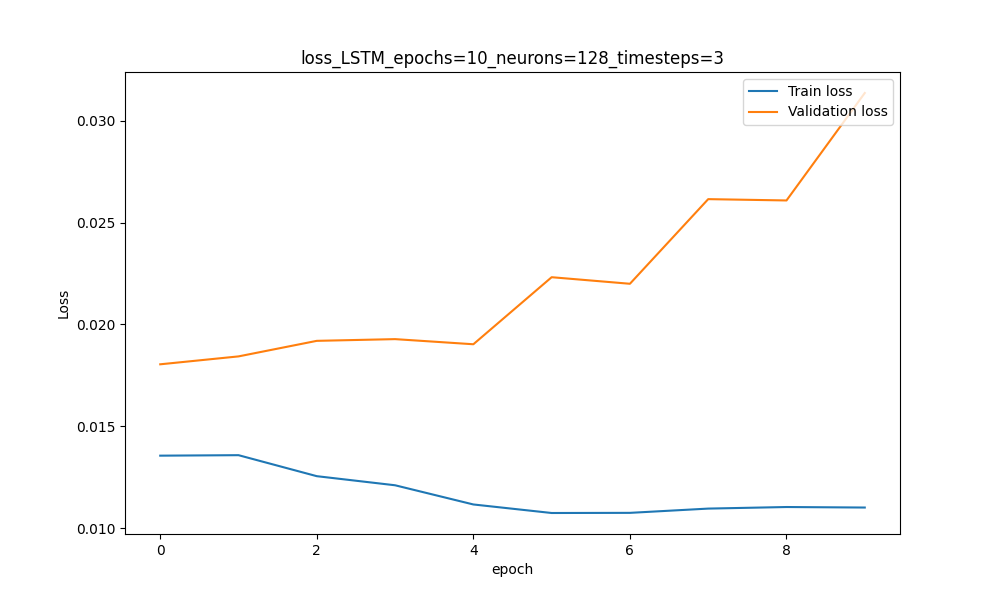 loss_LSTM_epochs=10_neurons=128_timesteps=3
Train loss
Validation loss
0.030
0.025
0.020
0.015
0.010
Loss
0 2 4 6 8
epoch